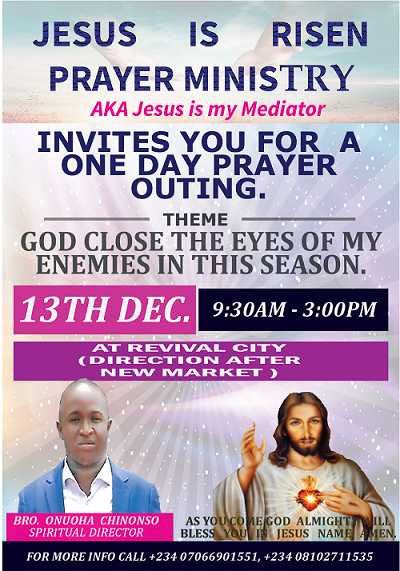 JESUS IS RISEN
PRAYER MINISTRY
AKA Jesus is my Mediator
INVITES YOU FOR A
ONE DAY PRAYER
OUTING.
THEME
GOD CLOSE THE EYES OF MY
ENEMIES IN THIS SEASON.
13TH DEC.
9:30AM - 3:00PM
AT REVIVAL CITY
( DIRECTION AFTER
NEW MARKET )
BRO. ONUOHA CHINONSO
SPIRITUAL DIRECTOR
AS YOU COME GOD ALMIGHTY WILL
BLESS YOU IN JESUS NAME AMEN.
FOR MORE INFO CALL +234 07066901551, +234 08102711535